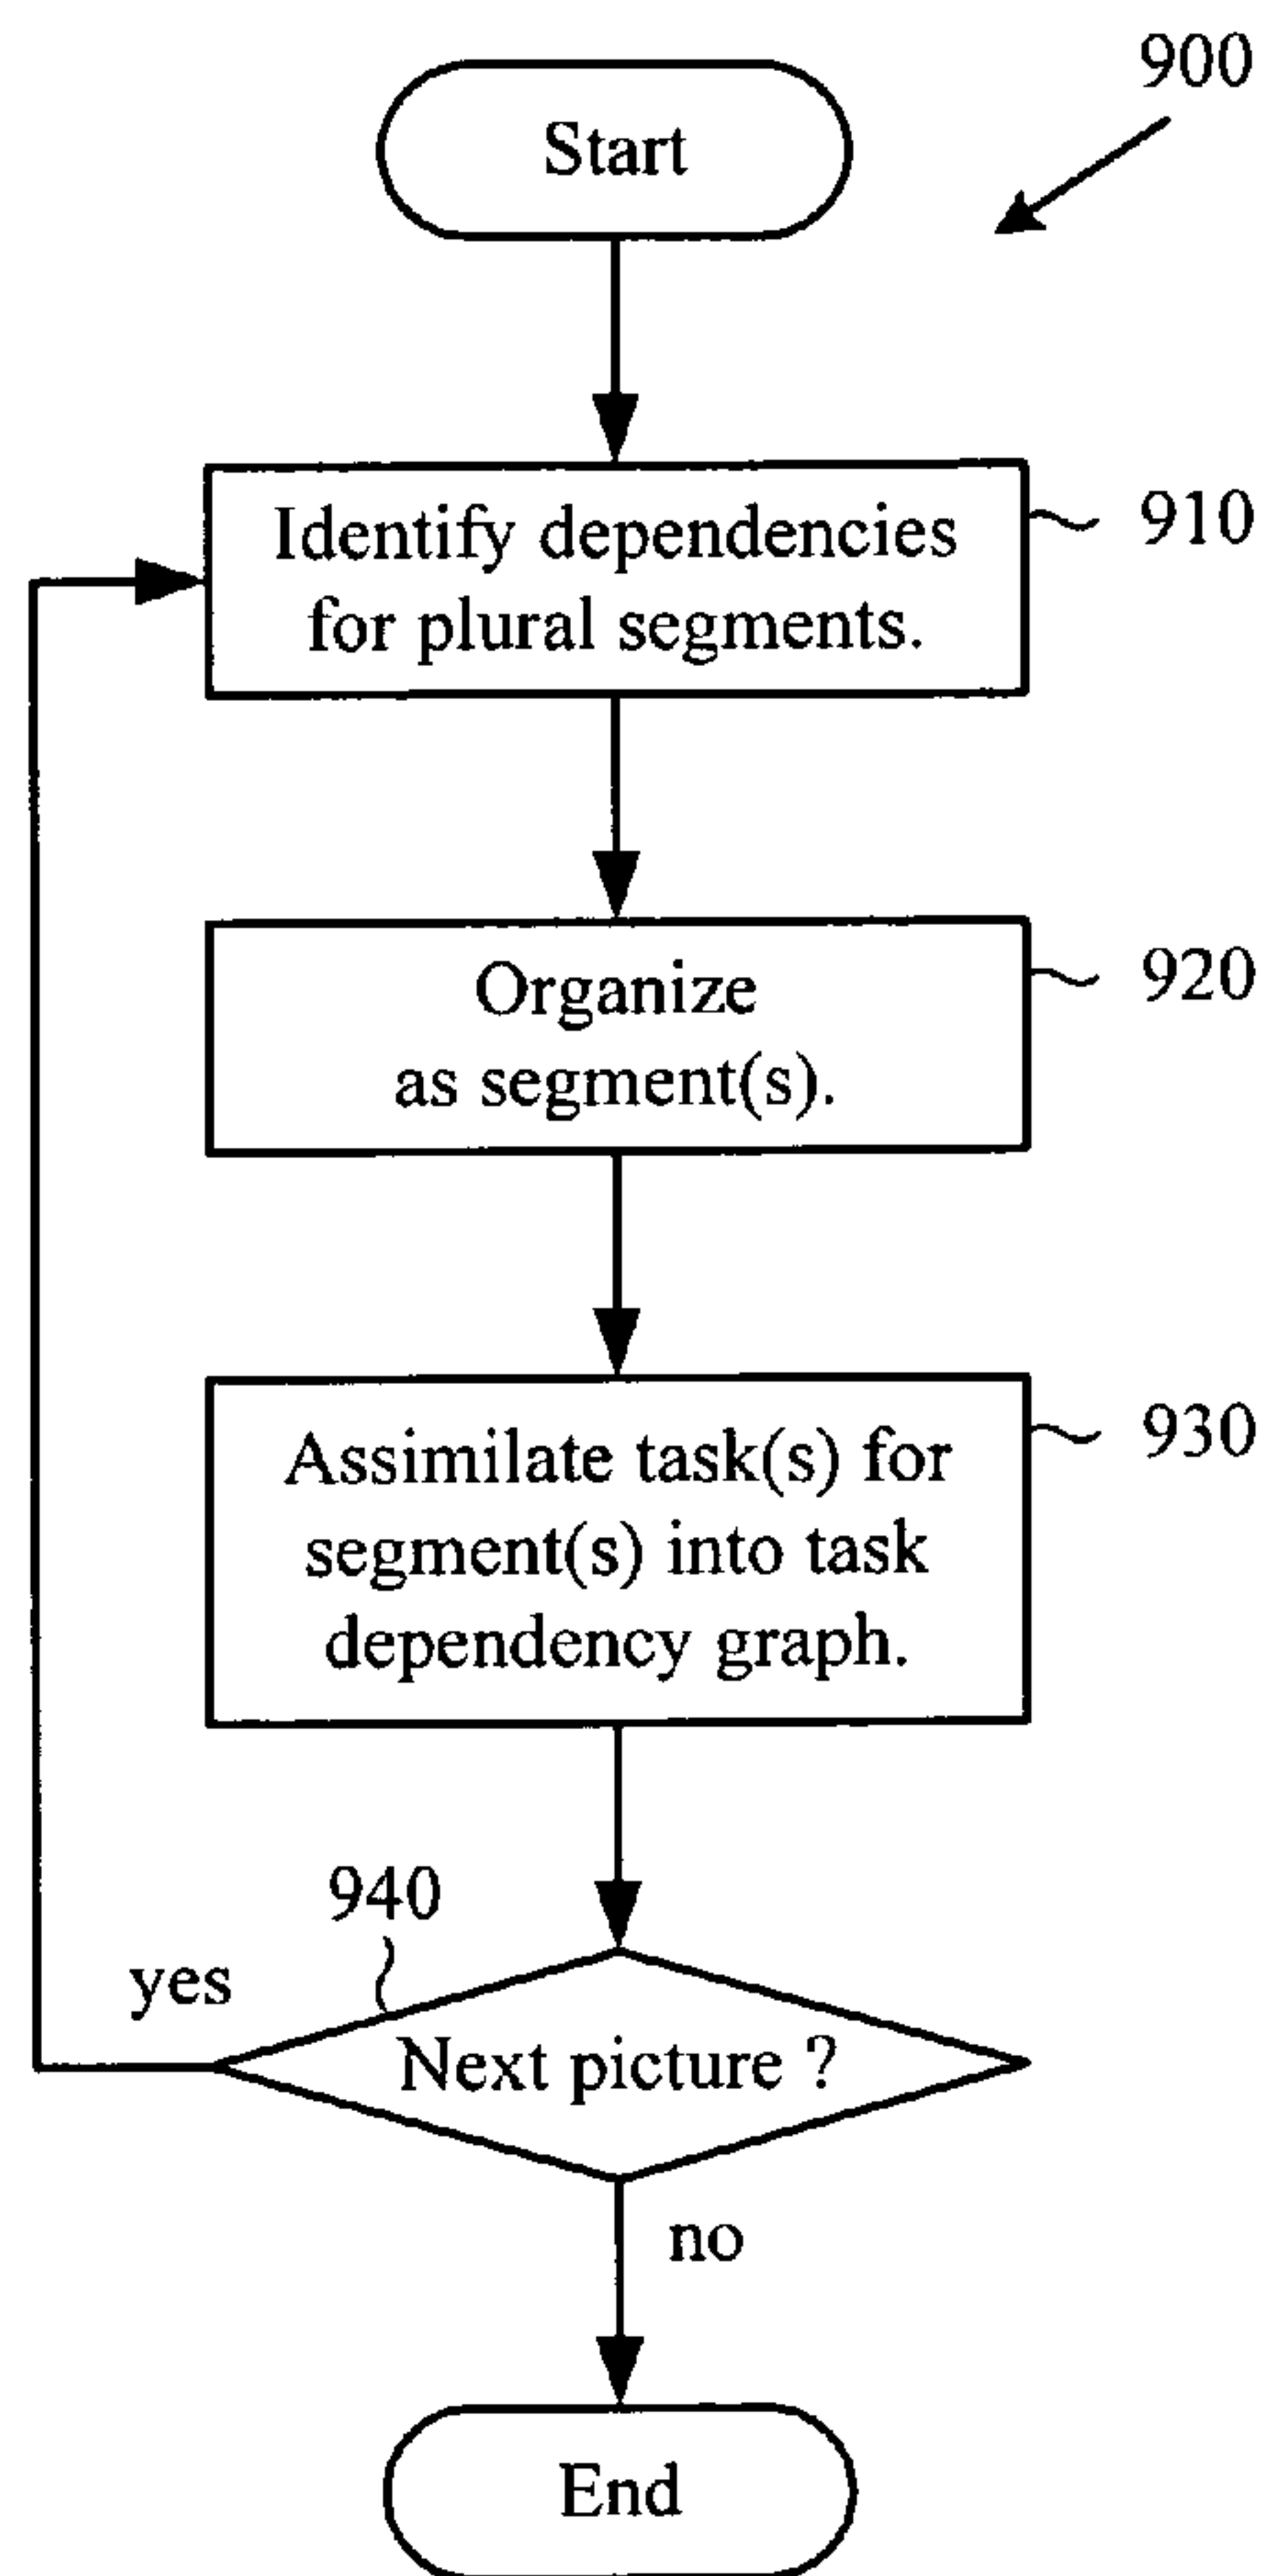 900
Start
Identify dependencies
for plural segments.
910
Organize
as segment(s).
920
Assimilate task(s) for
segment(s) into task
dependency graph.
930
940
yes
Next picture ?
no
End